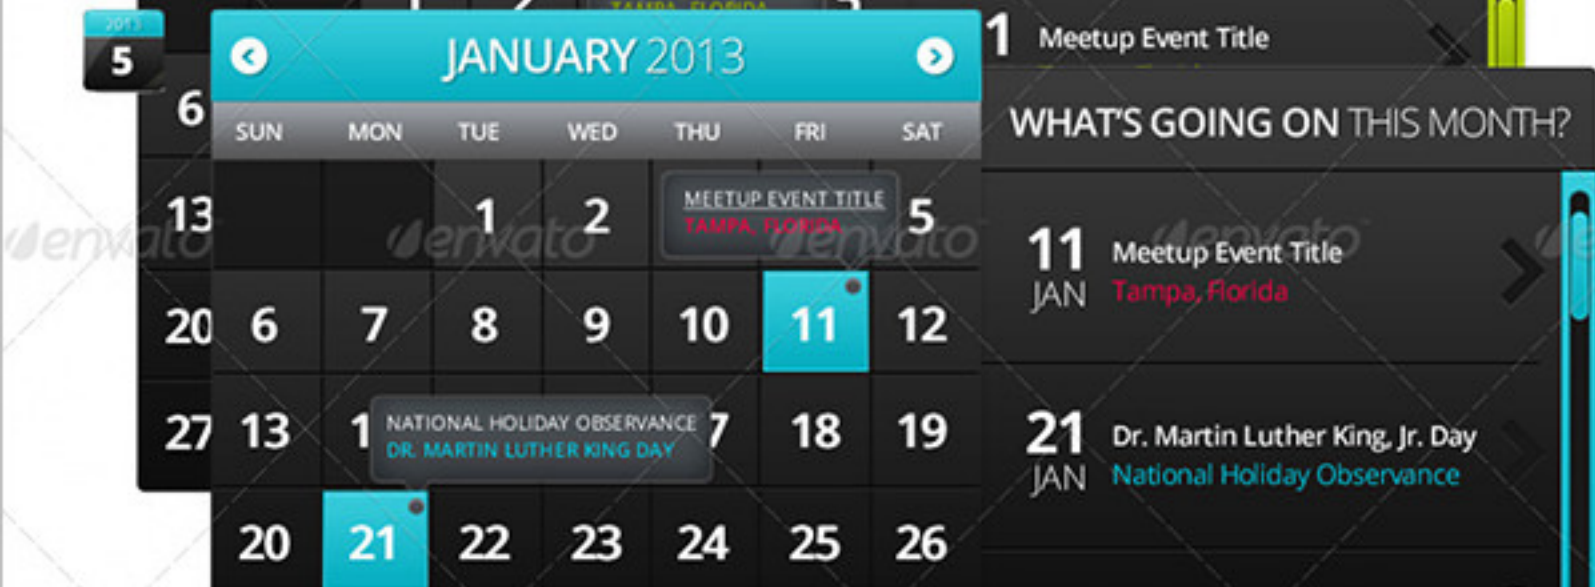 TAMPA, FLORIDA
2013
5
JANUARY 2013
1 Meetup Event Title
6
WHAT'S GOING ON THIS MONTH?
SUN MON TUE WED THU FRI SAT
13
1 2 5
MEETUP EVENT TITLE
TAMPA, FLORIDA
envato envato envato envato
11 Meetup Event Title
JAN Tampa, Florida
20
6 7 8 9 10 11 12
27
13 1 7 18 19
NATIONAL HOLIDAY OBSERVANCE
DR. MARTIN LUTHER KING DAY
21 Dr. Martin Luther King, Jr. Day
JAN National Holiday Observance
20 21 22 23 24 25 26